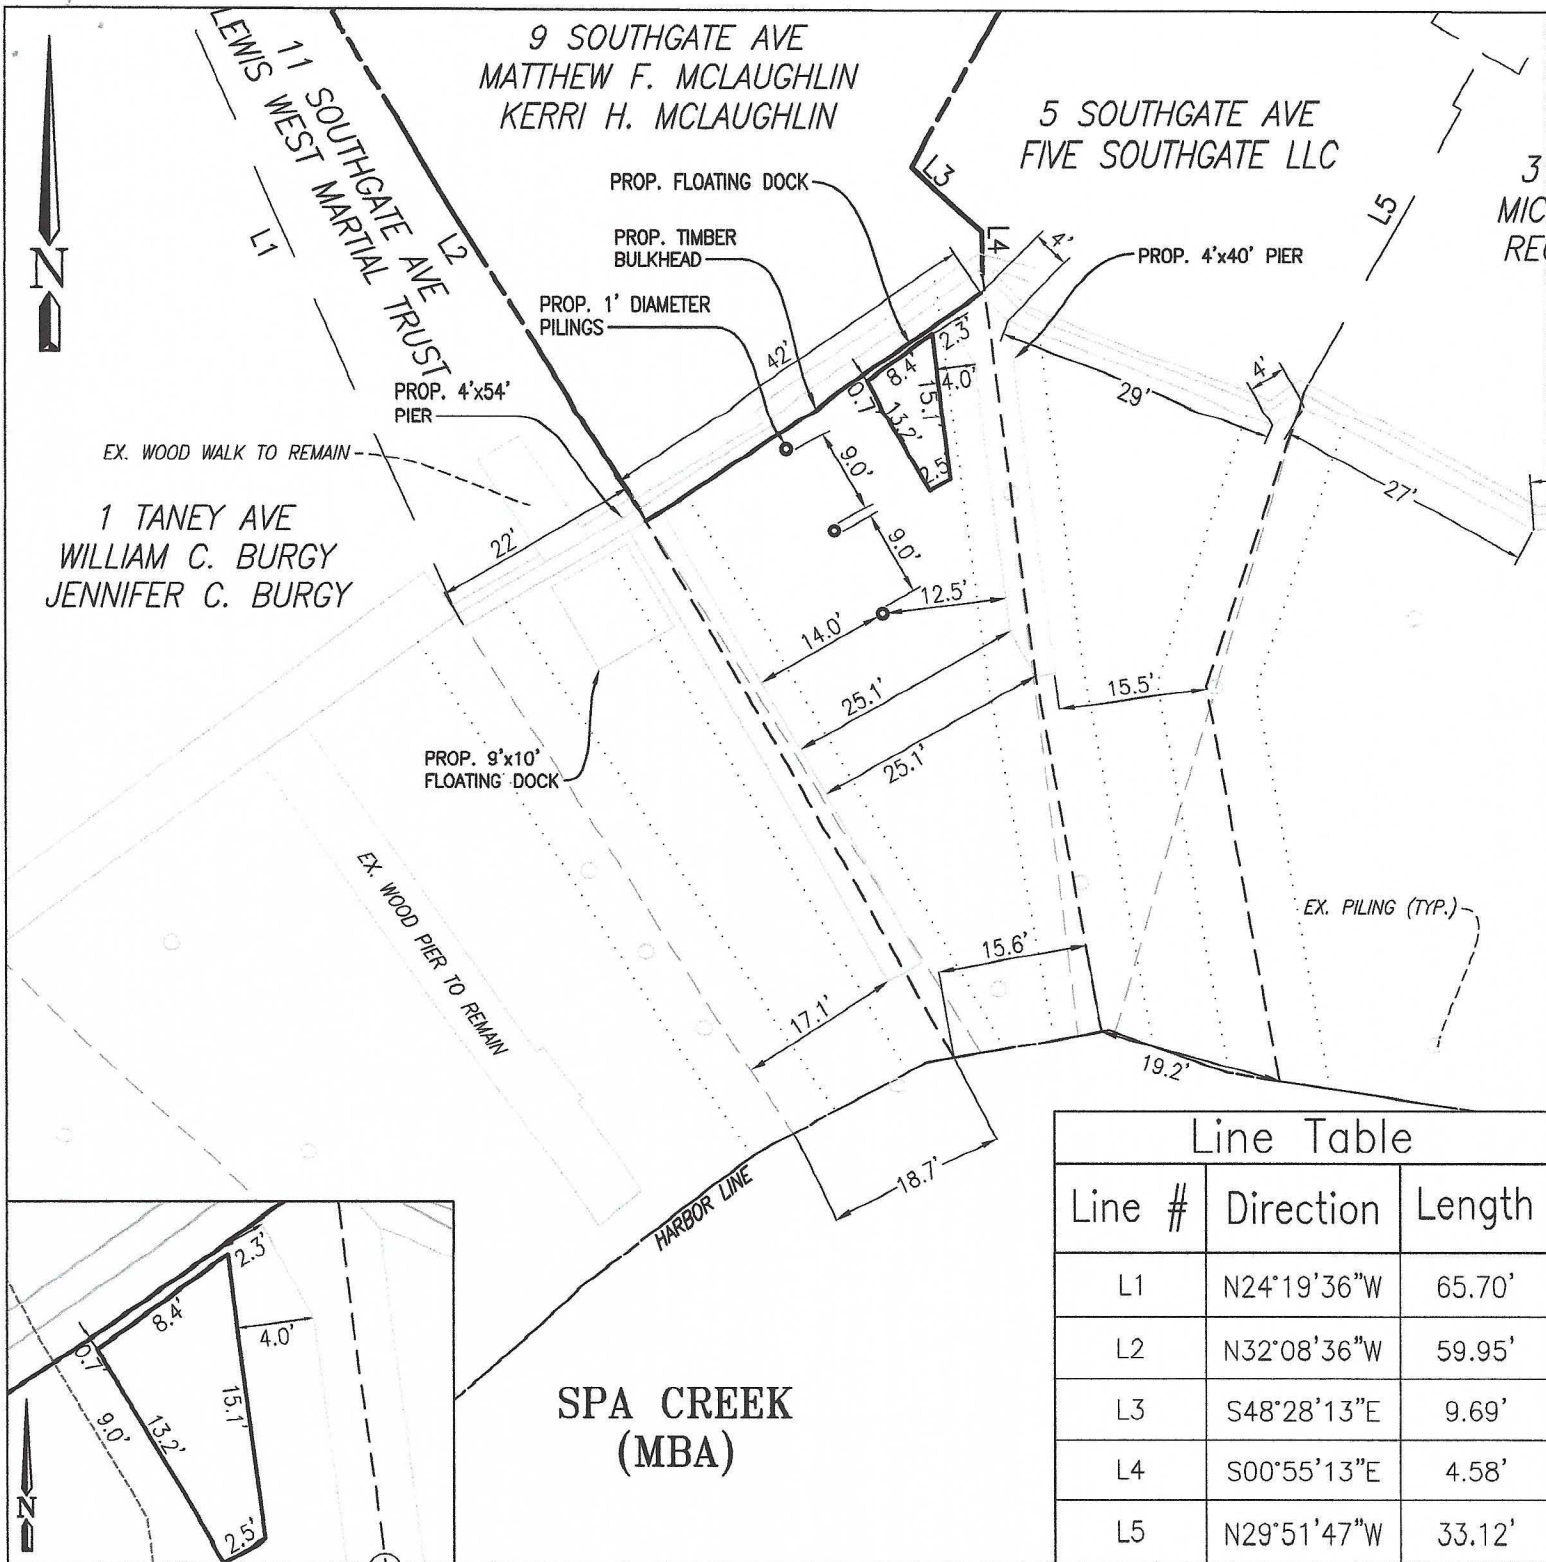 N
11 SOUTHGATE AVE
LEWIS WEST MARTIAL TRUST
L1
L2
9 SOUTHGATE AVE
MATTHEW F. MCLAUGHLIN
KERRI H. MCLAUGHLIN
L3
L4
5 SOUTHGATE AVE
FIVE SOUTHGATE LLC
L5
3
MIC
PROP. FLOATING DOCK
PROP. TIMBER
BULKHEAD
PROP. 1' DIAMETER
PILINGS
PROP. 4'x54'
PIER
PROP. 4'x40' PIER
4'
4'
42'
29'
27'
22'
2.3'
8.4'
0.7'
4.0'
15.1'
13.2'
2.5'
9.0'
9.0'
12.5'
14.0'
25.1'
25.1'
15.5'
EX. WOOD WALK TO REMAIN
1 TANEY AVE
WILLIAM C. BURGY
JENNIFER C. BURGY
PROP. 9'x10'
FLOATING DOCK
EX. WOOD PIER TO REMAIN
EX. PILING (TYP.)
15.6'
17.1'
19.2'
18.7'
HARBOR LINE
SPA CREEK
(MBA)
2.3'
8.4'
4.0'
0.7'
15.1'
9.0'
13.2'
2.5'
N
Line Table
Line # Direction Length
L1 N24°19'36"W 65.70'
L2 N32°08'36"W 59.95'
L3 S48°28'13"E 9.69'
L4 S00°55'13"E 4.58'
L5 N29°51'47"W 33.12'